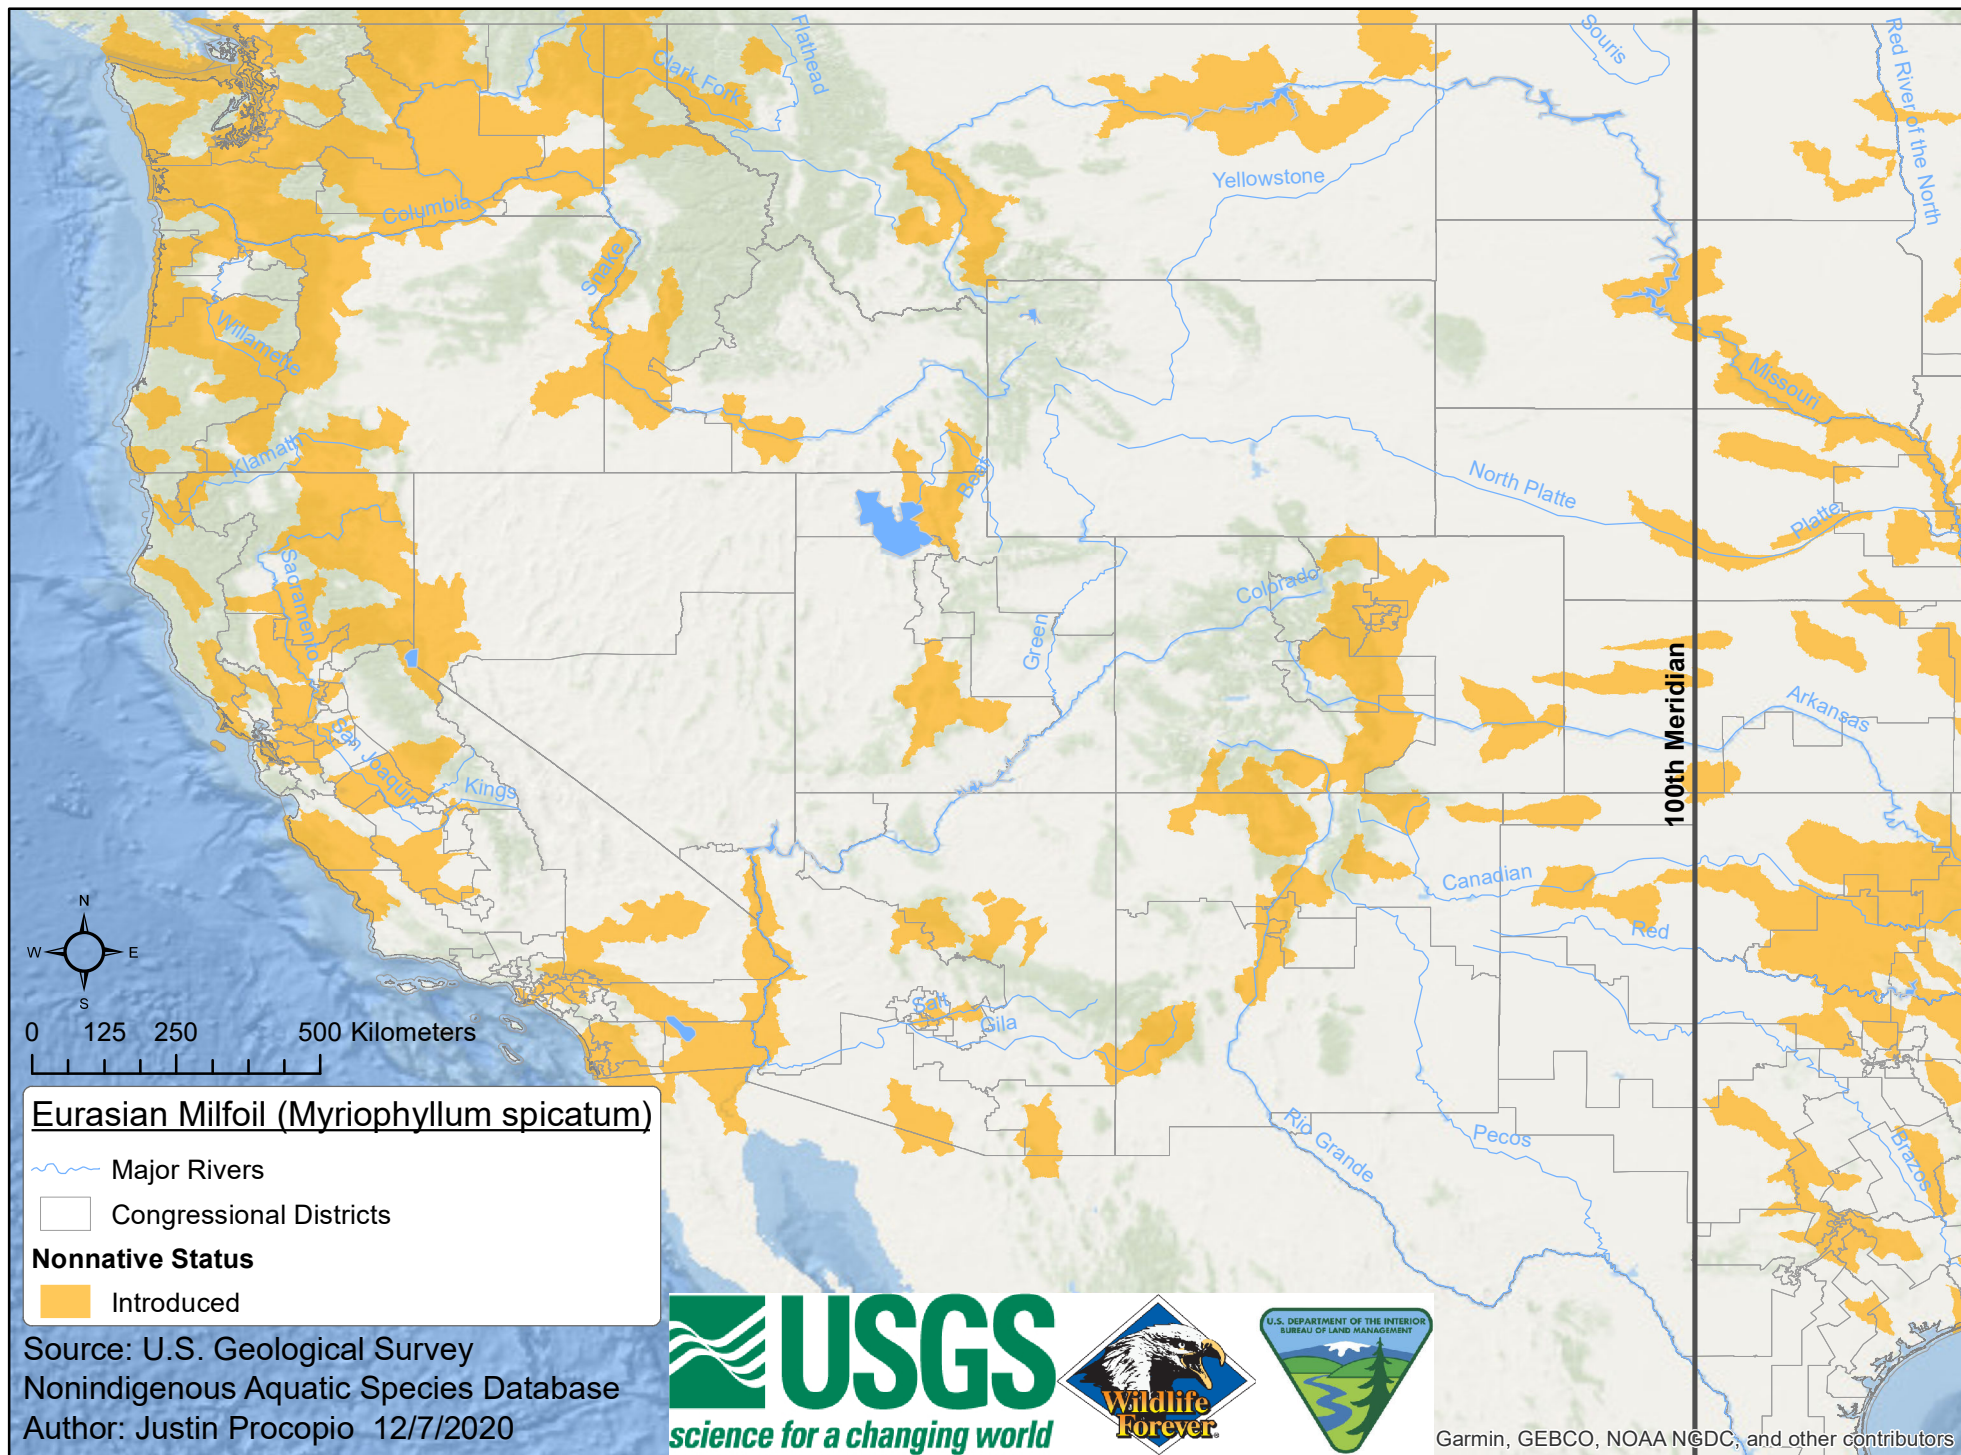 Flathead
Clark Fork
Souris
Red River of the North
Yellowstone
Columbia
Snake
Willamette
Missouri
Klamath
Bear
North Platte
Platte
Sacramento
Colorado
Green
100th Meridian
Arkansas
San Joaquin
Kings
Canadian
Red
Salt
Gila
Rio Grande
Pecos
Brazos
N
W
E
S
0 125 250 500 Kilometers
Eurasian Milfoil (Myriophyllum spicatum)
Major Rivers
Congressional Districts
Nonnative Status
Introduced
Source: U.S. Geological Survey
Nonindigenous Aquatic Species Database
Author: Justin Procopio 12/7/2020
USGS
science for a changing world
Wildlife
Forever
U.S. DEPARTMENT OF THE INTERIOR
BUREAU OF LAND MANAGEMENT
Garmin, GEBCO, NOAA NGDC, and other contributors